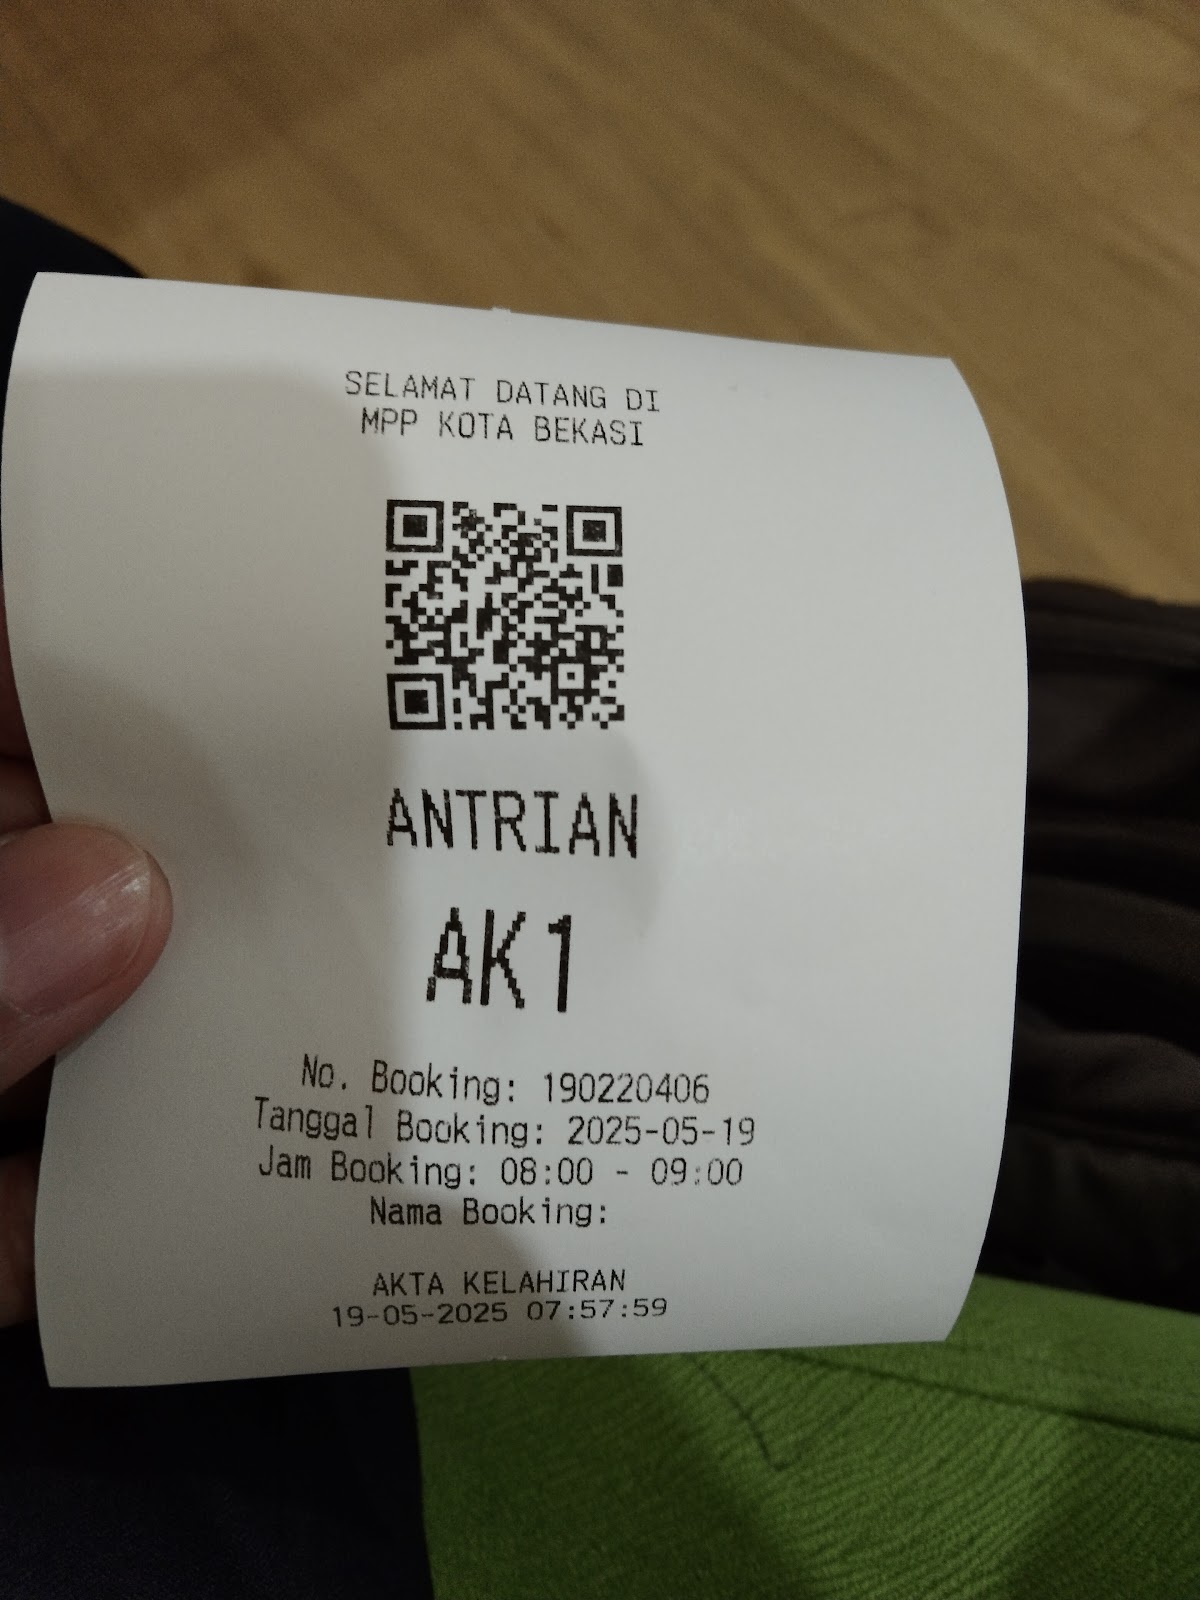 SELAMAT DATANG DI
MPP KOTA BEKASI
ANTRIAN
AK1
No. Booking: 190220406
Tanggal Booking: 2025-05-19
Jam Booking: 08:00 - 09:00
Nama Booking:
AKTA KELAHIRAN
19-05-2025 07:57:59